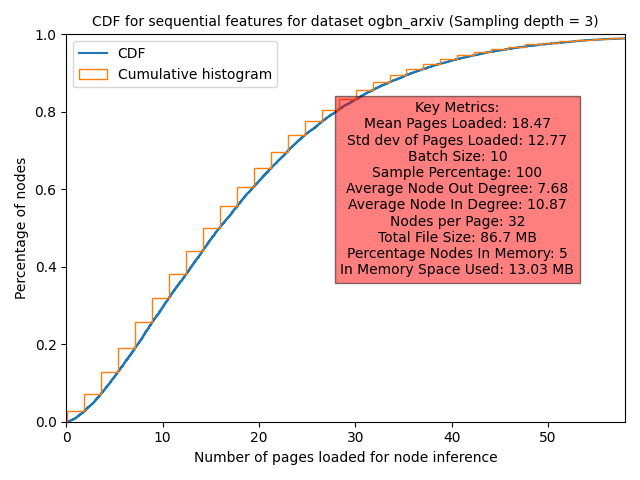 CDF for sequential features for dataset ogbn_arxiv (Sampling depth = 3)
1.0
0.8
0.6
0.4
0.2
0.0
Percentage of nodes
CDF
Cumulative histogram
Key Metrics:
Mean Pages Loaded: 18.47
Std dev of Pages Loaded: 12.77
Batch Size: 10
Sample Percentage: 100
Average Node Out Degree: 7.68
Average Node In Degree: 10.87
Nodes per Page: 32
Total File Size: 86.7 MB
Percentage Nodes In Memory: 5
In Memory Space Used: 13.03 MB
0 10 20 30 40 50
Number of pages loaded for node inference